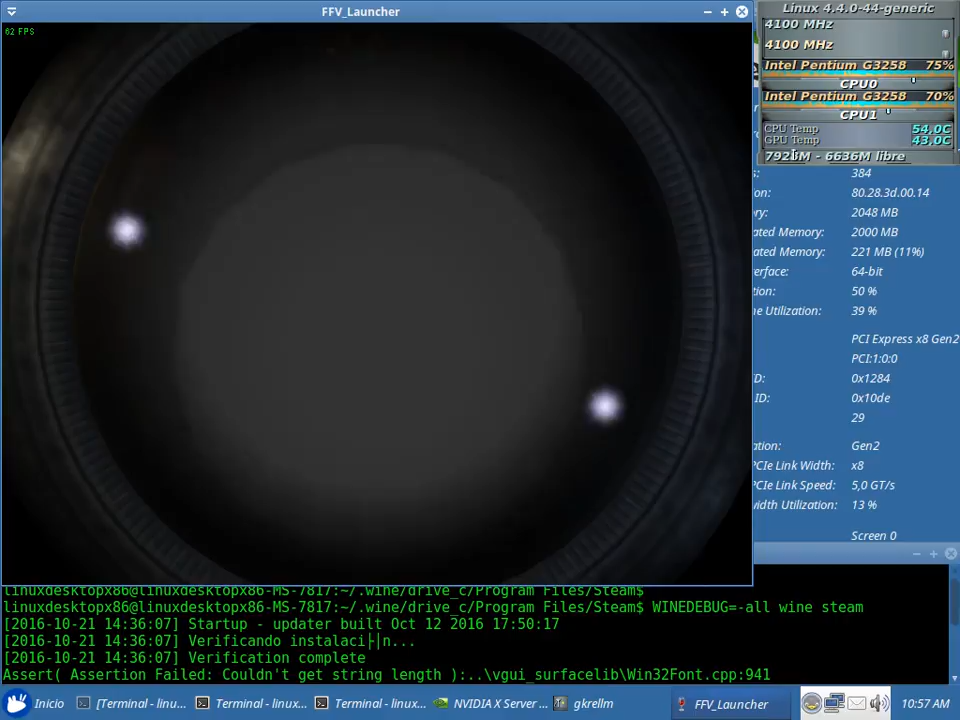 FFV_Launcher
62 FPS
Linux 4.4.0-44-generic
4100 MHz
4100 MHz
Intel Pentium G3258 75%
CPU0
Intel Pentium G3258 70%
CPU1
CPU Temp 54.0C
GPU Temp 43.0C
6636M libre
s: 384
ion: 80.28.3d.00.14
ry: 2048 MB
ated Memory: 2000 MB
ated Memory: 221 MB (11%)
erface: 64-bit
tion: 50 %
ne Utilization: 39 %
PCI Express x8 Gen2
PCI:1:0:0
ID: 0x1284
ID: 0x10de
29
ation: Gen2
PCIe Link Width: x8
PCIe Link Speed: 5,0 GT/s
width Utilization: 13 %
Screen 0
linuxdesktopx86@linuxdesktopx86-MS-7817:~/.wine/drive_c/Program Files/Steam$
linuxdesktopx86@linuxdesktopx86-MS-7817:~/.wine/drive_c/Program Files/Steam$ WINEDEBUG=-all wine steam
[2016-10-21 14:36:07] Startup - updater built Oct 12 2016 17:50:17
[2016-10-21 14:36:07] Verificando instalaci├│n...
[2016-10-21 14:36:07] Verification complete
Assert( Assertion Failed: Couldn't get string length ):..\vgui_surfacelib\Win32Font.cpp:941
Inicio
[Terminal - linu...
Terminal - linux...
Terminal - linux...
NVIDIA X Server ...
gkrellm
FFV_Launcher
10:57 AM